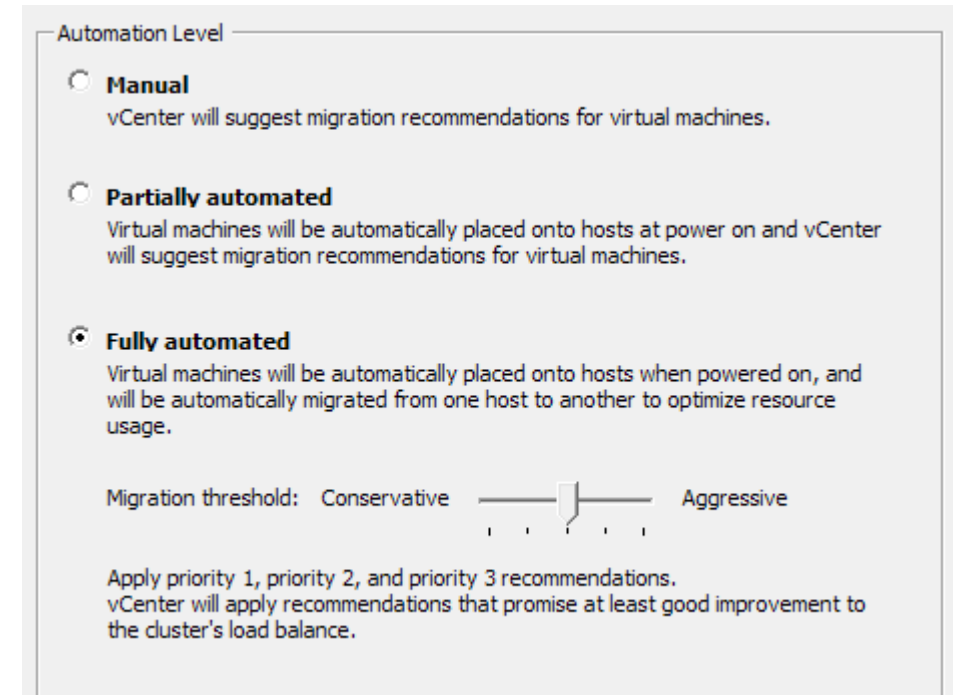 Automation Level
Manual
vCenter will suggest migration recommendations for virtual machines.
Partially automated
Virtual machines will be automatically placed onto hosts at power on and vCenter
will suggest migration recommendations for virtual machines.
Fully automated
Virtual machines will be automatically placed onto hosts when powered on, and
will be automatically migrated from one host to another to optimize resource
usage.
Migration threshold: Conservative Aggressive
Apply priority 1, priority 2, and priority 3 recommendations.
vCenter will apply recommendations that promise at least good improvement to
the cluster's load balance.